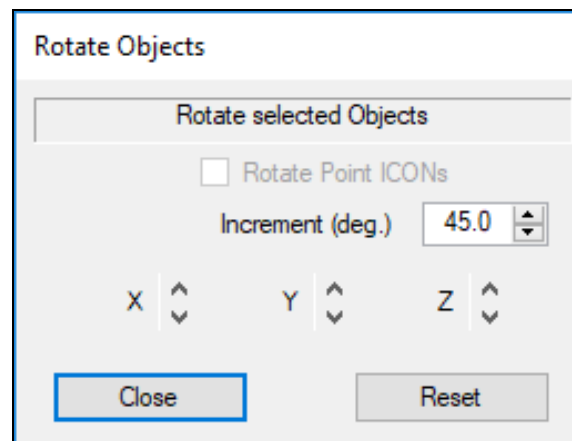 Rotate Objects
Rotate selected Objects
Rotate Point ICONs
Increment (deg.) 45.0
X Y Z
Close Reset